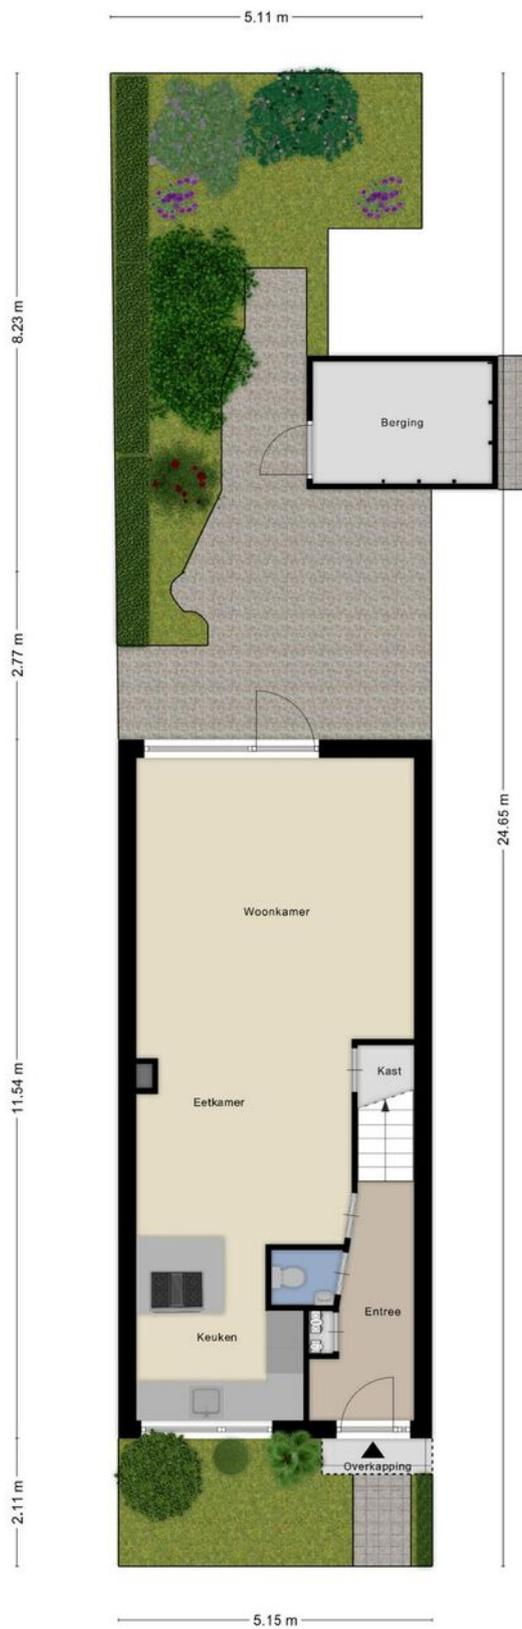 5.11 m
8.23 m
Berging
2.77 m
24.65 m
Woonkamer
11.54 m
Kast
Eetkamer
Entree
Keuken
Overkapping
2.11 m
5.15 m